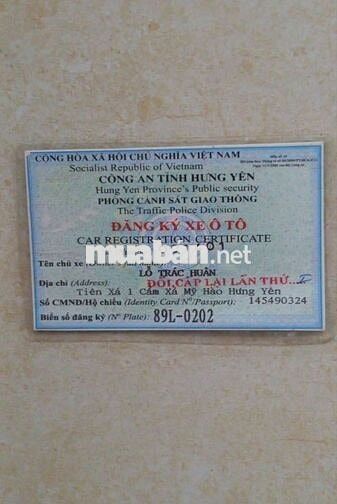 CỘNG HÒA XÃ HỘI CHỦ NGHĨA VIỆT NAM
Socialist Republic of Vietnam
CÔNG AN TỈNH HƯNG YÊN
Hung Yen Province's Public security
PHÒNG CẢNH SÁT GIAO THÔNG
The Traffic Police Division
ĐĂNG KÝ XE Ô TÔ
CAR REGISTRATION CERTIFICATE
muaban.net
Tên chủ xe
LỖ TRÁC HUÂN
Địa chỉ (Address): ĐỔI, CẤP LẠI LẦN THỨ...
Tiên Xá 1 Cẩm Xá Mỹ Hào Hưng Yên
Số CMND/Hộ chiếu (Identity Card Nº/Passport): 145490324
Biển số đăng ký (Nº Plate): 89L-0202